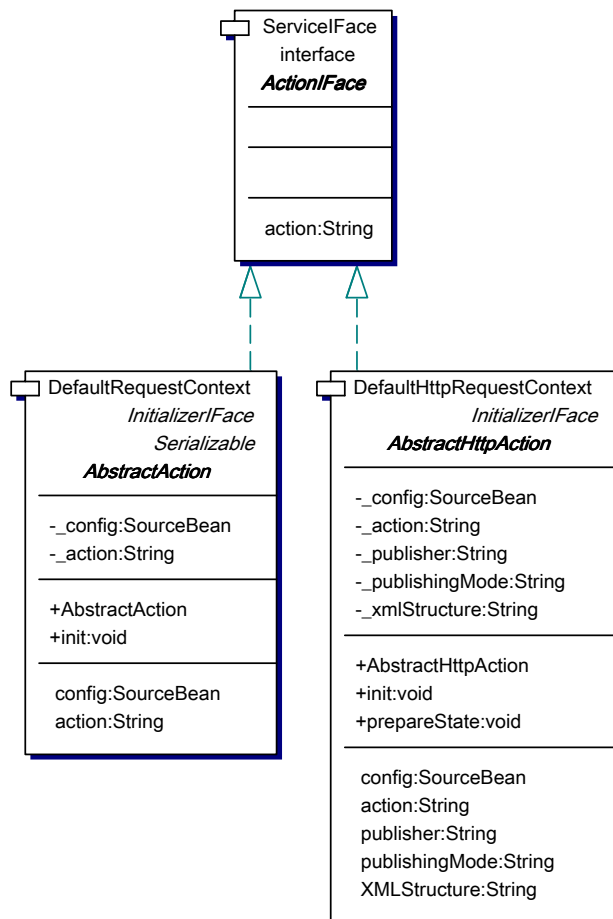 ServiceIFace
interface
ActionIFace
action:String
DefaultRequestContext
InitializerIFace
Serializable
AbstractAction
-_config:SourceBean
-_action:String
+AbstractAction
+init:void
config:SourceBean
action:String
DefaultHttpRequestContext
InitializerIFace
AbstractHttpAction
-_config:SourceBean
-_action:String
-_publisher:String
-_publishingMode:String
-_xmlStructure:String
+AbstractHttpAction
+init:void
+prepareState:void
config:SourceBean
action:String
publisher:String
publishingMode:String
XMLStructure:String